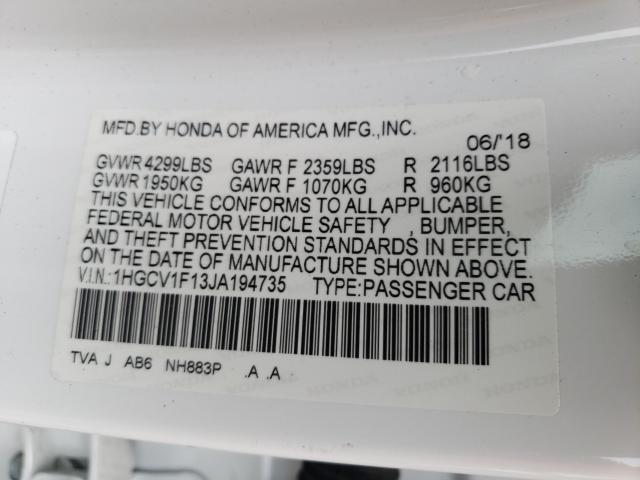 MFD.BY HONDA OF AMERICA MFG.,INC. 06/'18
GVWR 4299LBS GAWR F 2359LBS R 2116LBS
GVWR 1950KG GAWR F 1070KG R 960KG
THIS VEHICLE CONFORMS TO ALL APPLICABLE
FEDERAL MOTOR VEHICLE SAFETY , BUMPER,
AND THEFT PREVENTION STANDARDS IN EFFECT
ON THE DATE OF MANUFACTURE SHOWN ABOVE.
V.I.N.:1HGCV1F13JA194735 TYPE:PASSENGER CAR
TVA J AB6 NH883P .A .A